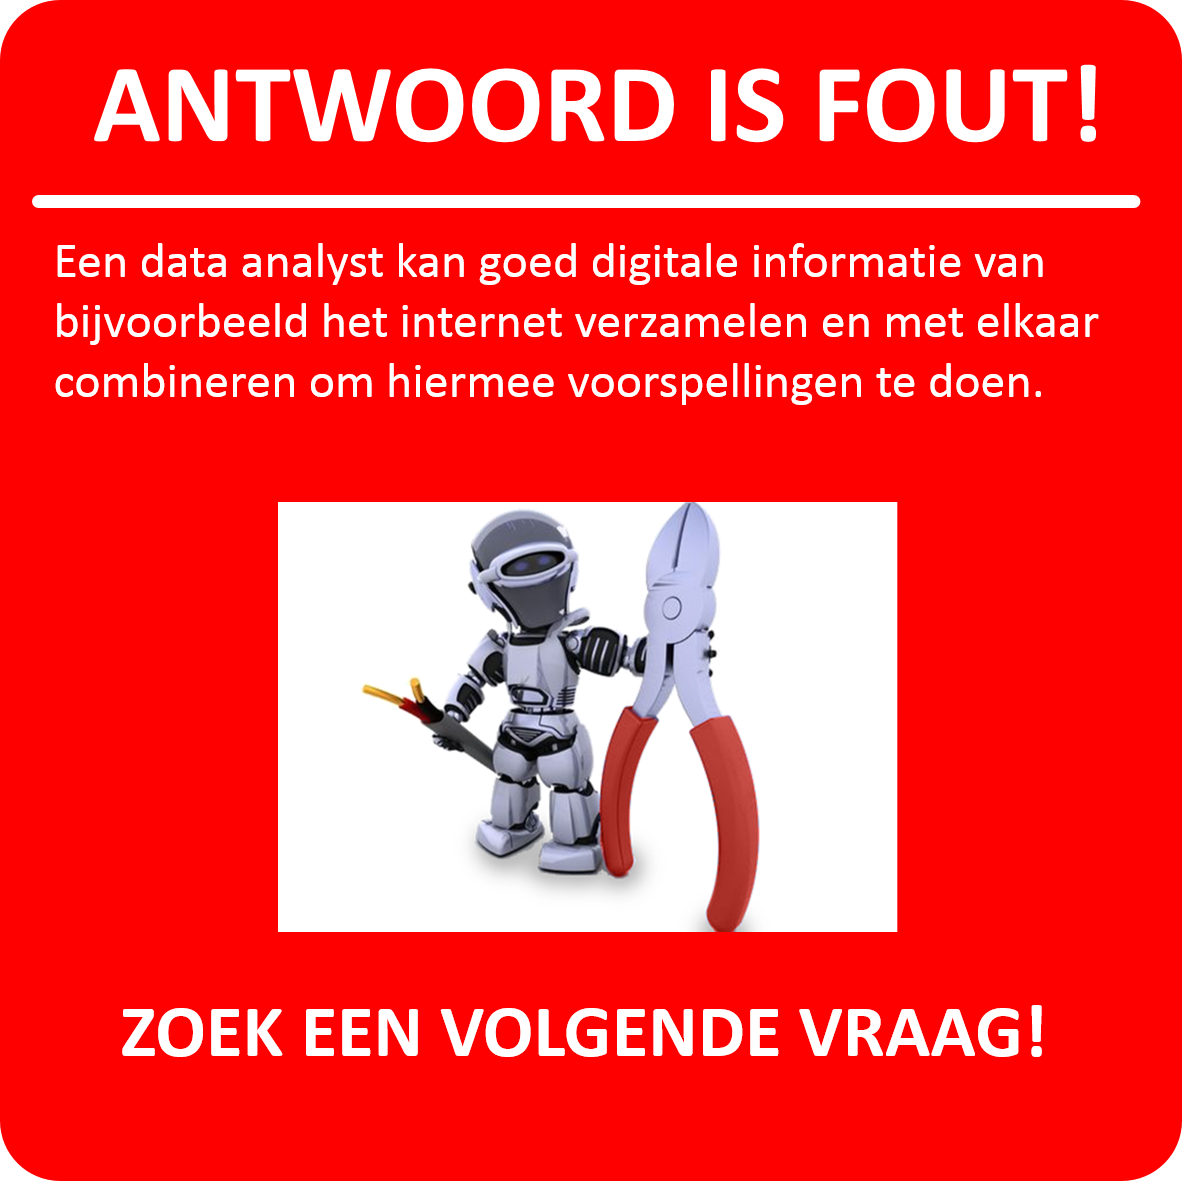 ANTWOORD IS FOUT!
Een data analyst kan goed digitale informatie van
bijvoorbeeld het internet verzamelen en met elkaar
combineren om hiermee voorspellingen te doen.
ZOEK EEN VOLGENDE VRAAG!